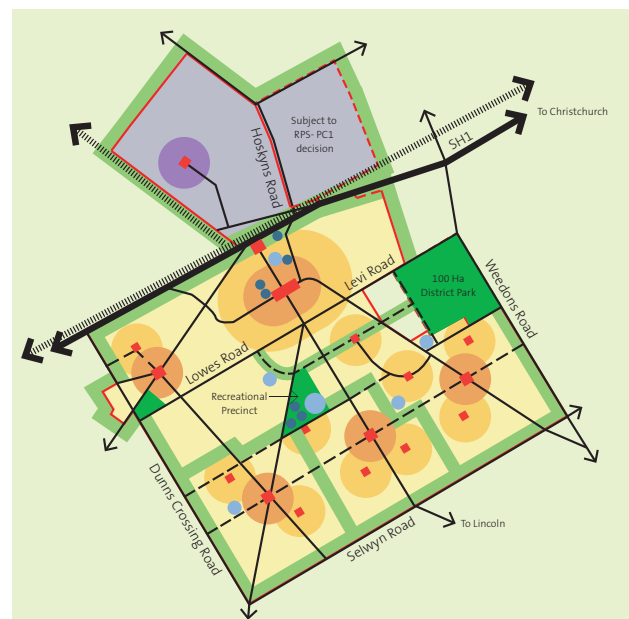 To Christchurch
SH1
Subject to
RPS- PC1
decision
Hoskyns Road
Levi Road
100 Ha
District Park
Weedons Road
Lowes Road
Recreational
Precinct
Dunns Crossing Road
Selwyn Road
To Lincoln